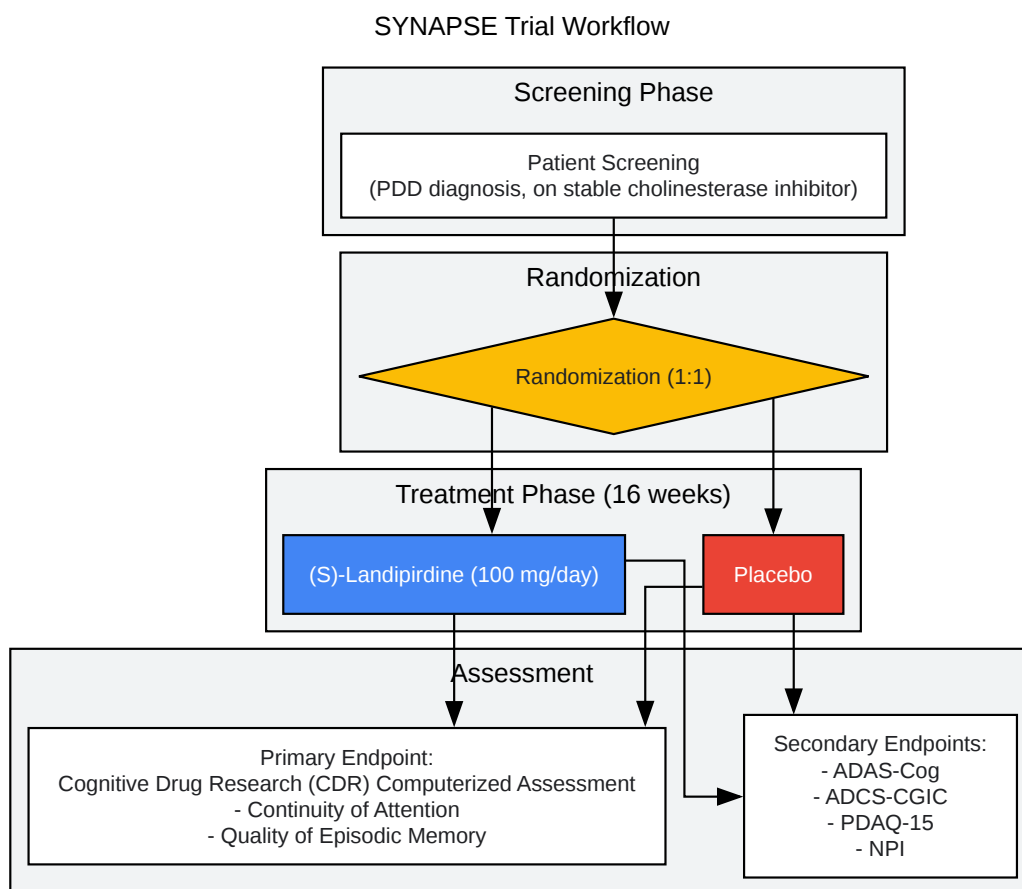 SYNAPSE Trial Workflow
Screening Phase
Patient Screening
(PDD diagnosis, on stable cholinesterase inhibitor)
Randomization
Randomization (1:1)
Treatment Phase (16 weeks)
(S)-Landipirdine (100 mg/day)
Placebo
Assessment
Primary Endpoint:
Cognitive Drug Research (CDR) Computerized Assessment
- Continuity of Attention
- Quality of Episodic Memory
Secondary Endpoints:
- ADAS-Cog
- ADCS-CGIC
- PDAQ-15
- NPI